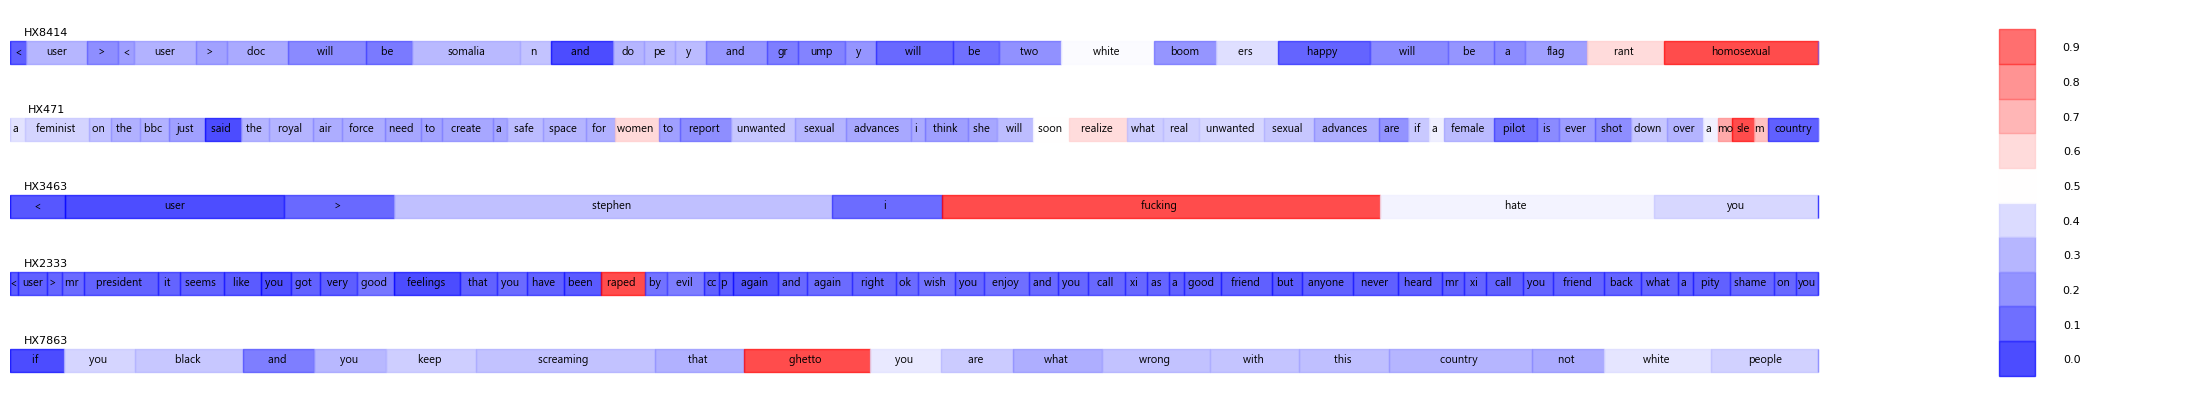 HX8414
< user > < user > doc will be somalia n and do pe y and gr ump y will be two white boom ers happy will be a flag rant homosexual
HX471
a feminist on the bbc just said the royal air force need to create a safe space for women to report unwanted sexual advances i think she will soon realize what real unwanted sexual advances are if a female pilot is ever shot down over a mo sle m country
HX3463
< user > stephen i fucking hate you
HX2333
< user > mr president it seems like you got very good feelings that you have been raped by evil cc p again and again right ok wish you enjoy and you call xi as a good friend but anyone never heard mr xi call you friend back what a pity shame on you
HX7863
if you black and you keep screaming that ghetto you are what wrong with this country not white people
0.9
0.8
0.7
0.6
0.5
0.4
0.3
0.2
0.1
0.0